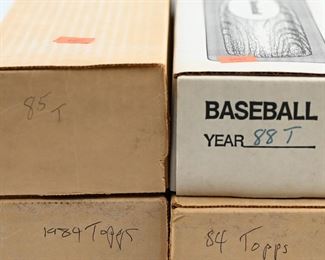 85 T
BASEBALL
YEAR 88 T
1984 Topps
84 Topps